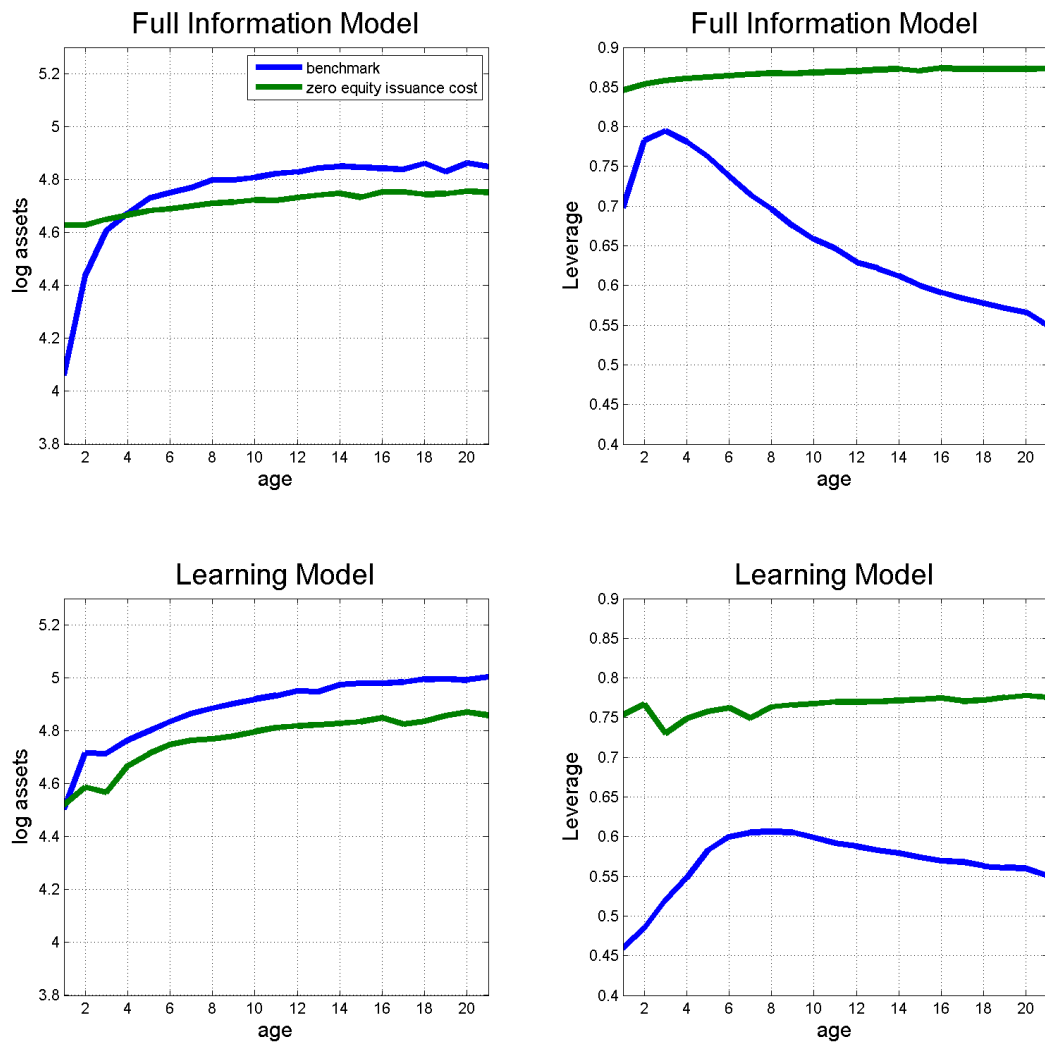 Full Information Model
5.2
5
4.8
4.6
4.4
4.2
4
3.8
log assets
benchmark
zero equity issuance cost
2 4 6 8 10 12 14 16 18 20
age
Full Information Model
0.9
0.85
0.8
0.75
0.7
0.65
0.6
0.55
0.5
0.45
0.4
Leverage
2 4 6 8 10 12 14 16 18 20
age
Learning Model
5.2
5
4.8
4.6
4.4
4.2
4
3.8
log assets
2 4 6 8 10 12 14 16 18 20
age
Learning Model
0.9
0.85
0.8
0.75
0.7
0.65
0.6
0.55
0.5
0.45
0.4
Leverage
2 4 6 8 10 12 14 16 18 20
age